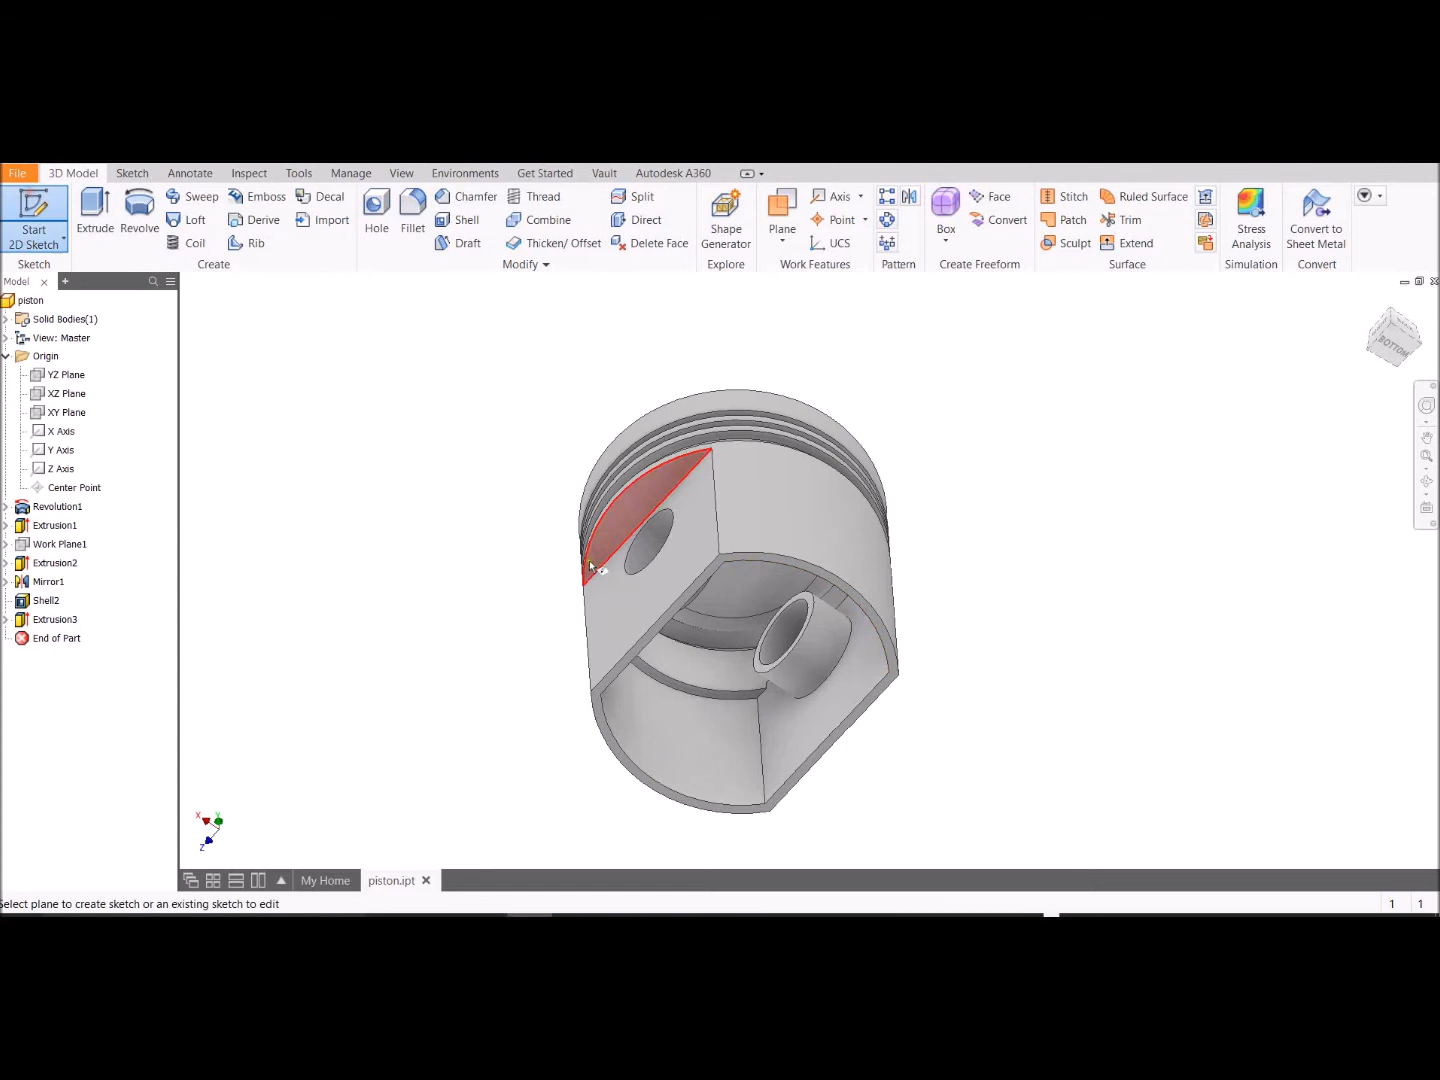 File 3D Model Sketch Annotate Inspect Tools Manage View Environments Get Started Vault Autodesk A360
Sweep Emboss Decal Chamfer Thread Split Axis Face Stitch Ruled Surface
Start 2D Sketch Extrude Revolve Loft Derive Import Hole Fillet Shell Combine Direct Shape Generator Plane Point Box Convert Patch Trim Stress Analysis Convert to Sheet Metal
Coil Rib Draft Thicken/ Offset Delete Face UCS Sculpt Extend
Sketch Create Modify Explore Work Features Pattern Create Freeform Surface Simulation Convert
Model
piston
Solid Bodies(1)
View: Master
Origin
YZ Plane
XZ Plane
XY Plane
X Axis
Y Axis
Z Axis
Center Point
Revolution1
Extrusion1
Work Plane1
Extrusion2
Mirror1
Shell2
Extrusion3
End of Part
BOTTOM
X Y
Z
My Home piston.ipt
Select plane to create sketch or an existing sketch to edit 1 1